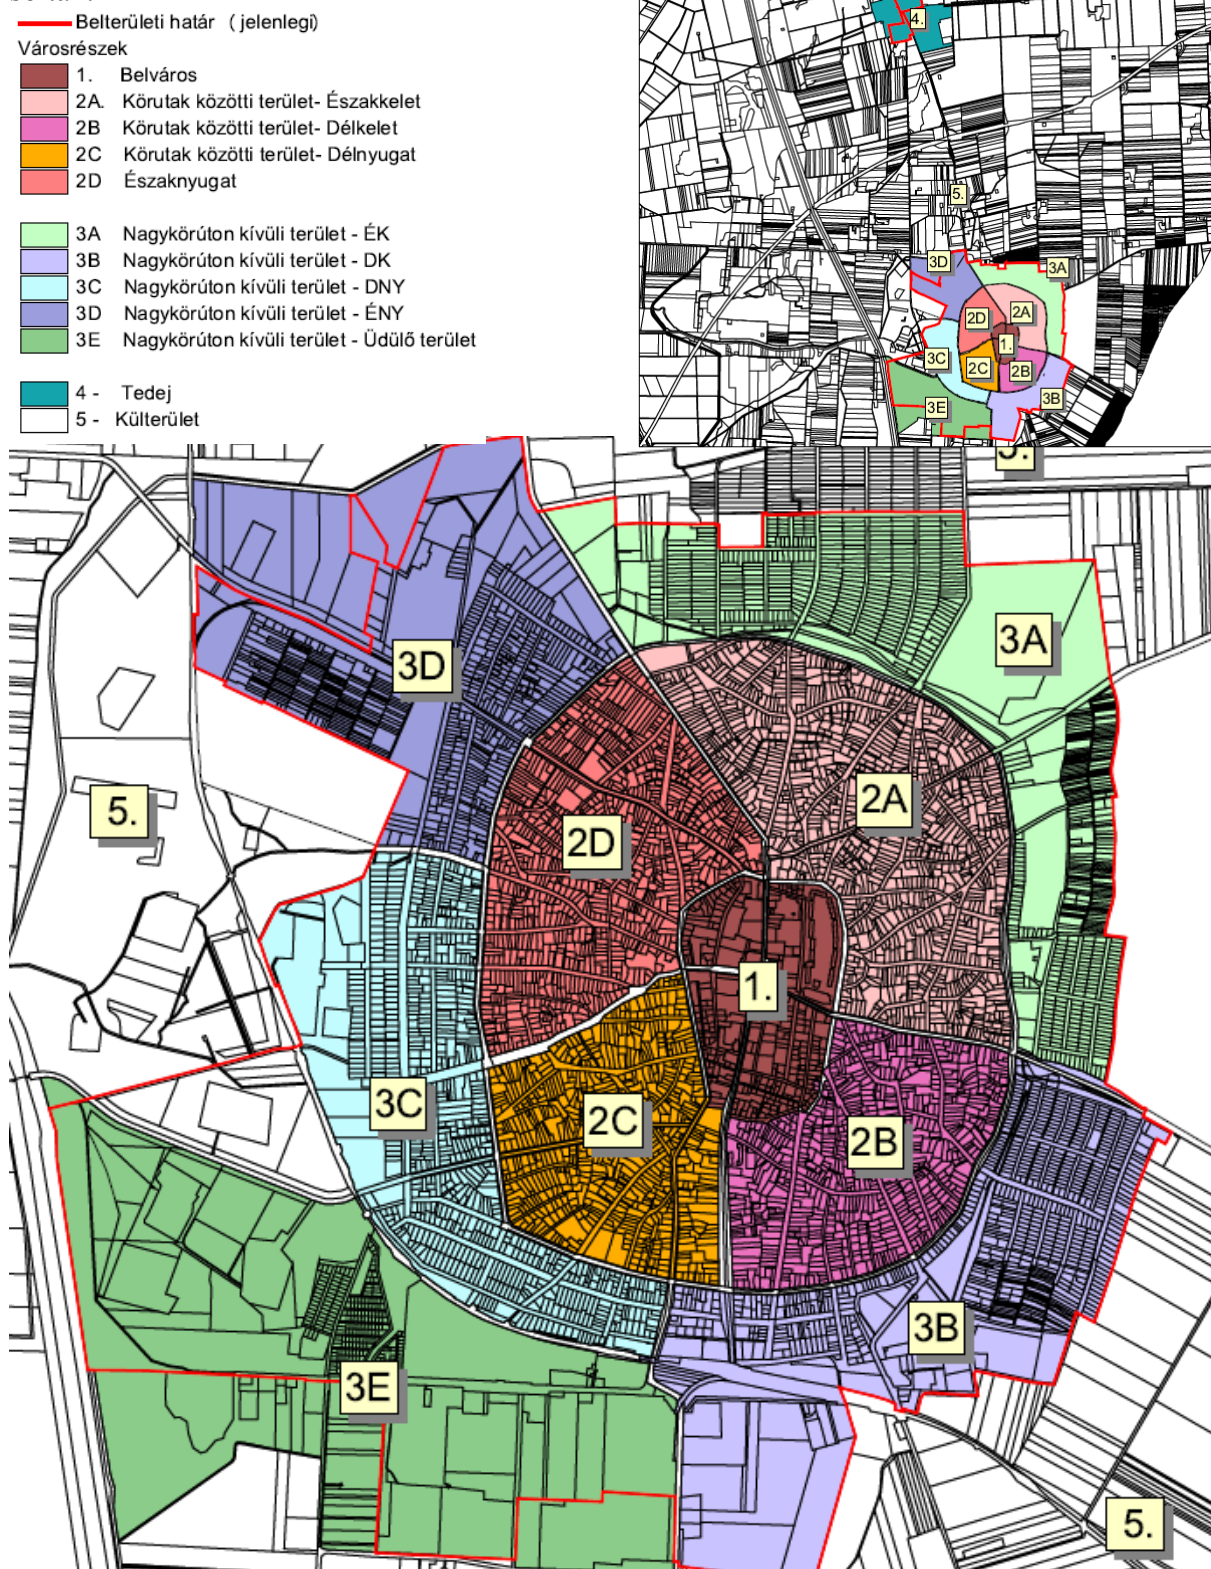 Belterületi határ ( jelenlegi)
Városrészek
1. Belváros
2A. Körutak közötti terület- Északkelet
2B Körutak közötti terület- Délkelet
2C Körutak közötti terület- Délnyugat
2D Északnyugat
3A Nagykörúton kívüli terület - ÉK
3B Nagykörúton kívüli terület - DK
3C Nagykörúton kívüli terület - DNY
3D Nagykörúton kívüli terület - ÉNY
3E Nagykörúton kívüli terület - Üdülő terület
4 - Tedej
5 - Külterület
4.
5.
3D
3A
2D
2A
1.
3C
2C
2B
3B
3E
3D
3A
5.
2D
2A
1.
3C
2C
2B
3B
3E
5.